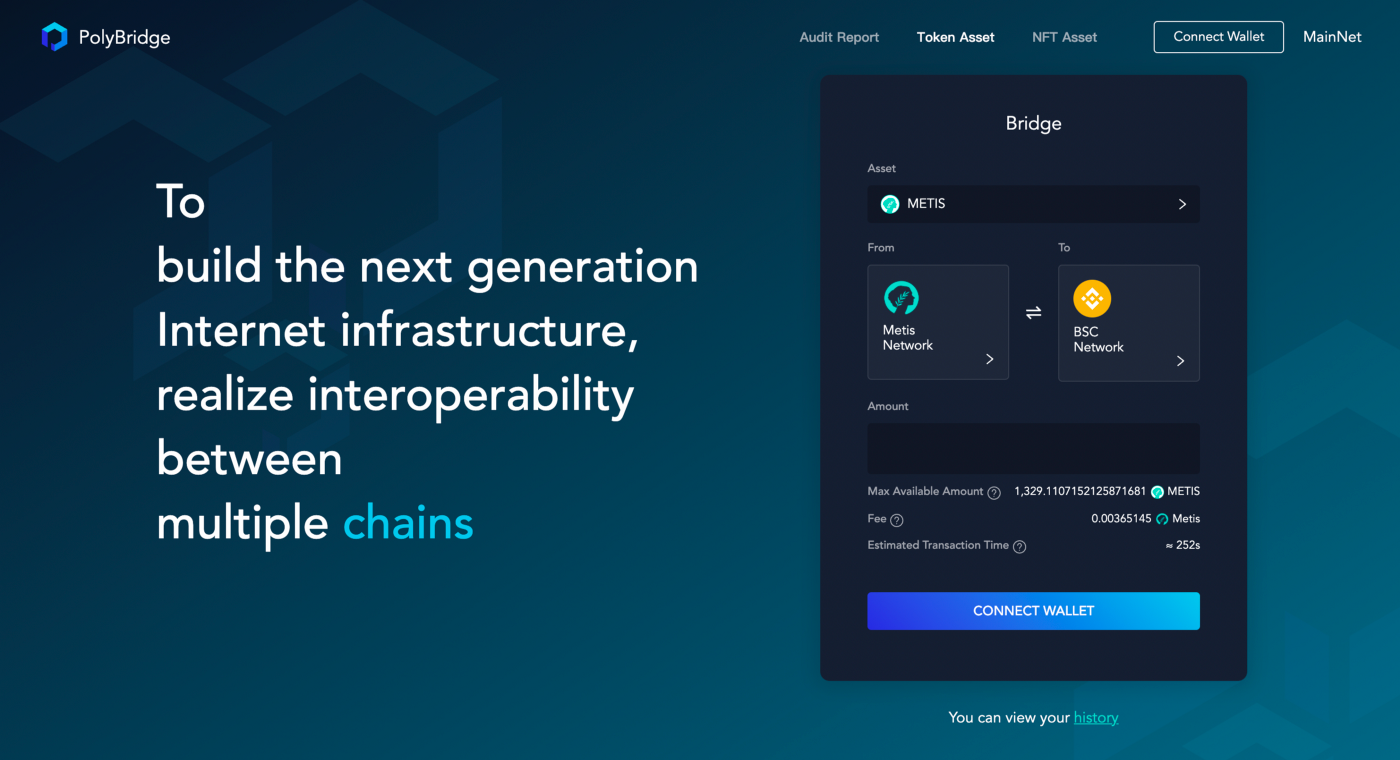 PolyBridge
Audit Report
Token Asset
NFT Asset
Connect Wallet
MainNet
To
build the next generation
Internet infrastructure,
realize interoperability
between
multiple chains
Bridge
Asset
METIS
From
To
Metis
Network
BSC
Network
Amount
Max Available Amount ? 1,329.1107152125871681 METIS
Fee ? 0.00365145 Metis
Estimated Transaction Time ? ≈ 252s
CONNECT WALLET
You can view your history